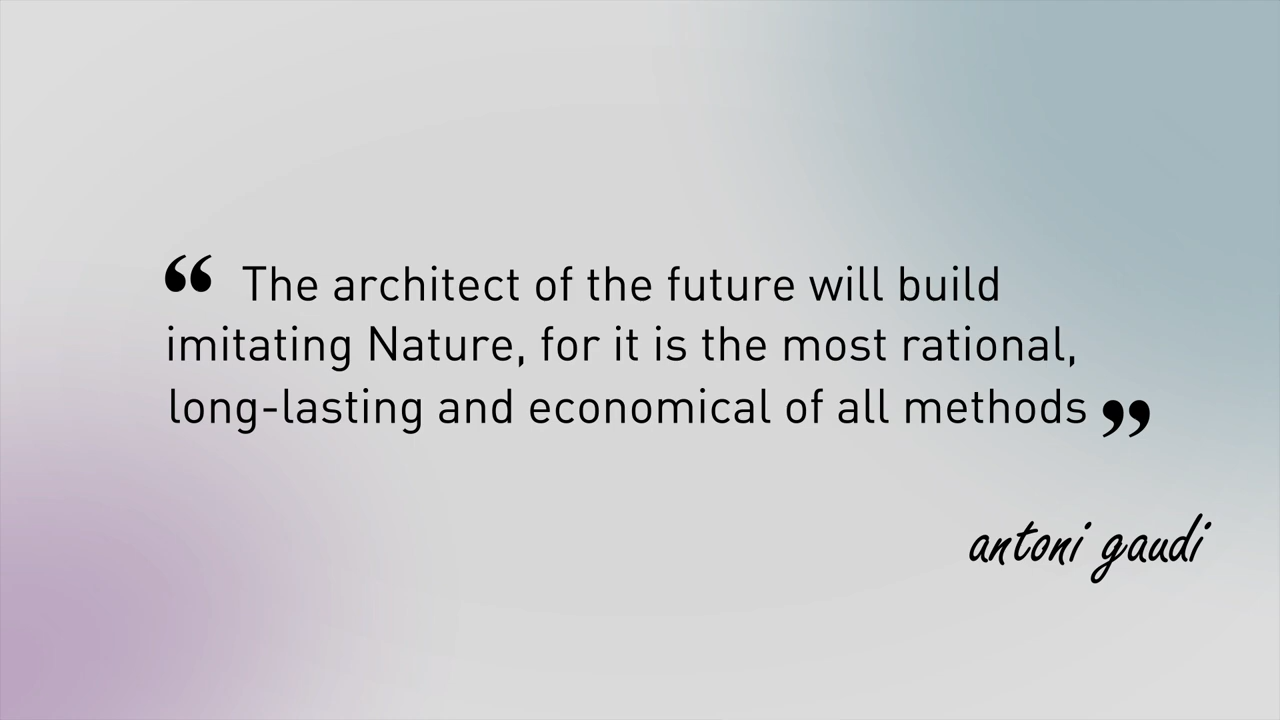 “ The architect of the future will build
imitating Nature, for it is the most rational,
long-lasting and economical of all methods ”
antoni gaudi